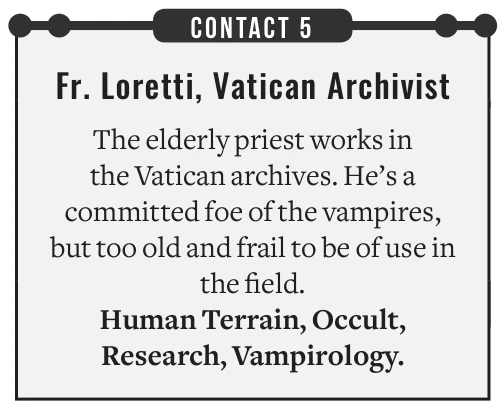 CONTACT 5
Fr. Loretti, Vatican Archivist
The elderly priest works in
the Vatican archives. He’s a
committed foe of the vampires,
but too old and frail to be of use in
the field.
Human Terrain, Occult,
Research, Vampirology.